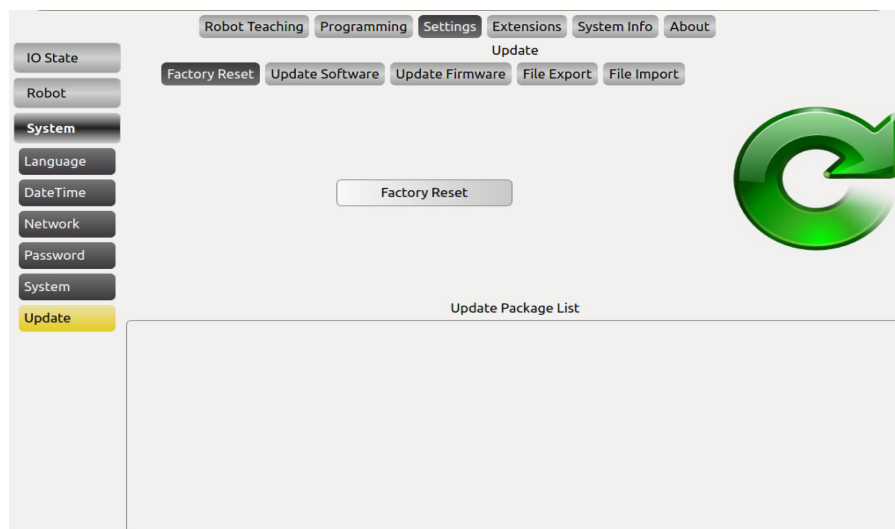 Robot Teaching Programming Settings Extensions System Info About
Update
Factory Reset Update Software Update Firmware File Export File Import
IO State
Robot
System
Language
DateTime
Network
Password
System
Update
Factory Reset
Update Package List